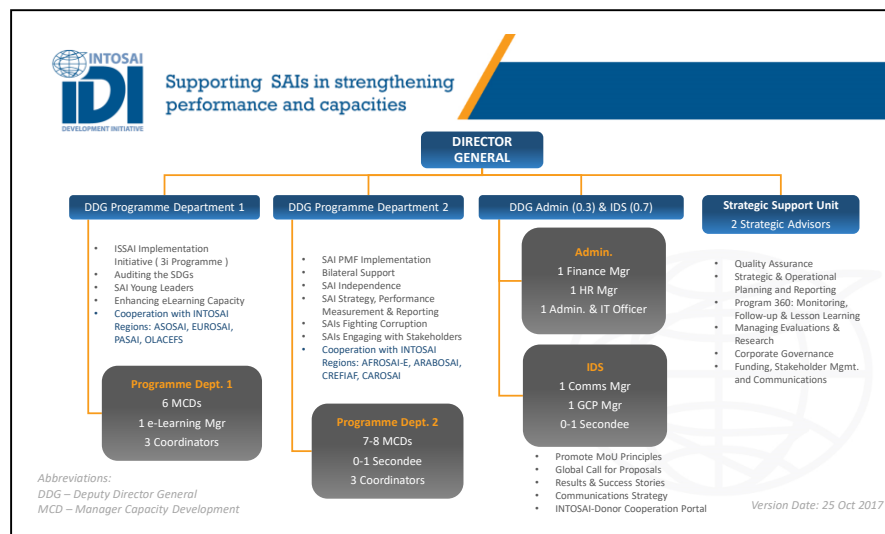 INTOSAI
IDI
DEVELOPMENT INITIATIVE
Supporting SAIs in strengthening
performance and capacities
DIRECTOR
GENERAL
DDG Programme Department 1
• ISSAI Implementation
Initiative ( 3i Programme )
• Auditing the SDGs
• SAI Young Leaders
• Enhancing eLearning Capacity
• Cooperation with INTOSAI
Regions: ASOSAI, EUROSAI,
PASAI, OLACEFS
Programme Dept. 1
6 MCDs
1 e-Learning Mgr
3 Coordinators
DDG Programme Department 2
• SAI PMF Implementation
• Bilateral Support
• SAI Independence
• SAI Strategy, Performance
Measurement & Reporting
• SAIs Fighting Corruption
• SAIs Engaging with Stakeholders
• Cooperation with INTOSAI
Regions: AFROSAI-E, ARABOSAI,
CREFIAF, CAROSAI
Programme Dept. 2
7-8 MCDs
0-1 Secondee
3 Coordinators
DDG Admin (0.3) & IDS (0.7)
Admin.
1 Finance Mgr
1 HR Mgr
1 Admin. & IT Officer
IDS
1 Comms Mgr
1 GCP Mgr
0-1 Secondee
• Promote MoU Principles
• Global Call for Proposals
• Results & Success Stories
• Communications Strategy
• INTOSAI-Donor Cooperation Portal
Strategic Support Unit
2 Strategic Advisors
• Quality Assurance
• Strategic & Operational
Planning and Reporting
• Program 360: Monitoring,
Follow-up & Lesson Learning
• Managing Evaluations &
Research
• Corporate Governance
• Funding, Stakeholder Mgmt.
and Communications
Abbreviations:
DDG – Deputy Director General
MCD – Manager Capacity Development
Version Date: 25 Oct 2017